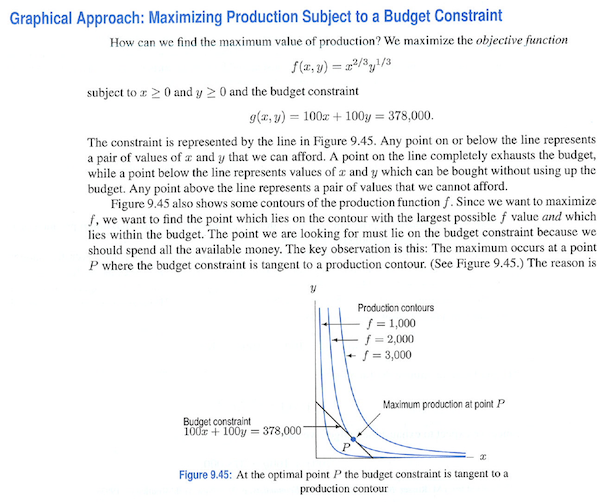 Graphical Approach: Maximizing Production Subject to a Budget Constraint
How can we find the maximum value of production? We maximize the objective function
f(x, y) = x^{2/3}y^{1/3}
subject to x ≥ 0 and y ≥ 0 and the budget constraint
g(x, y) = 100x + 100y = 378,000.
The constraint is represented by the line in Figure 9.45. Any point on or below the line represents
a pair of values of x and y that we can afford. A point on the line completely exhausts the budget,
while a point below the line represents values of x and y which can be bought without using up the
budget. Any point above the line represents a pair of values that we cannot afford.
Figure 9.45 also shows some contours of the production function f. Since we want to maximize
f, we want to find the point which lies on the contour with the largest possible f value and which
lies within the budget. The point we are looking for must lie on the budget constraint because we
should spend all the available money. The key observation is this: The maximum occurs at a point
P where the budget constraint is tangent to a production contour. (See Figure 9.45.) The reason is
y
Production contours
f = 1,000
f = 2,000
f = 3,000
Maximum production at point P
Budget constraint
100x + 100y = 378,000
P
x
Figure 9.45: At the optimal point P the budget constraint is tangent to a
production contour